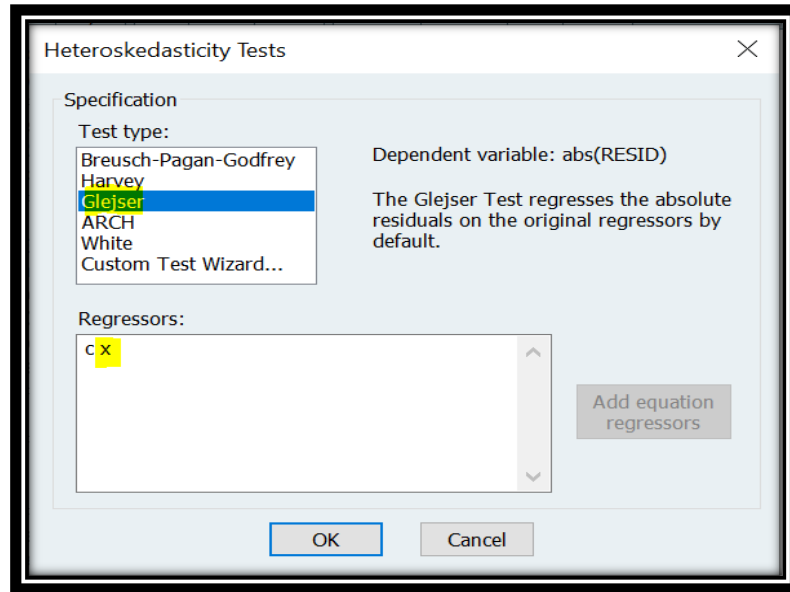 Heteroskedasticity Tests
Specification
Test type:
Breusch-Pagan-Godfrey
Harvey
Glejser
ARCH
White
Custom Test Wizard...
Dependent variable: abs(RESID)
The Glejser Test regresses the absolute
residuals on the original regressors by
default.
Regressors:
c x
Add equation
regressors
OK
Cancel